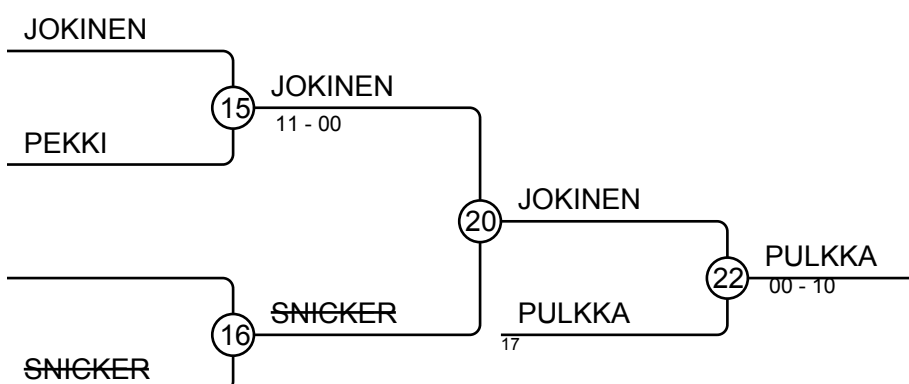 JOKINEN
15
JOKINEN
11 - 00
PEKKI
20
JOKINEN
22
PULKKA
00 - 10
16
SNICKER
PULKKA
17
SNICKER